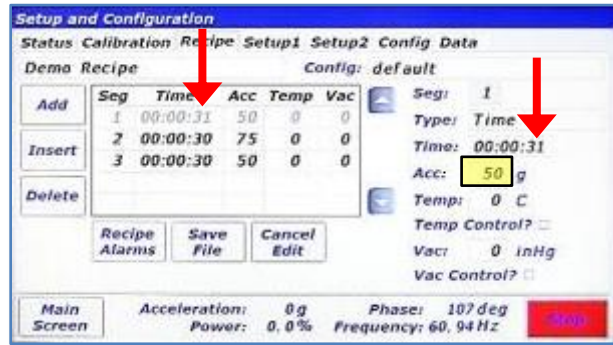 Setup and Configuration
Status Calibration Recipe Setup1 Setup2 Config Data
Demo Recipe Config: default
Add
Insert
Delete
Seg Time Acc Temp Vac
1 00:00:31 50 0 0
2 00:00:30 75 0 0
3 00:00:30 50 0 0
Recipe Alarms
Save File
Cancel Edit
Seg: 1
Type: Time
Time: 00:00:31
Acc: 50 g
Temp: 0 C
Temp Control?
Vac: 0 inHg
Vac Control?
Main Screen
Acceleration: 0 g
Power: 0.0%
Phase: 107 deg
Frequency: 60.94 Hz
Stop